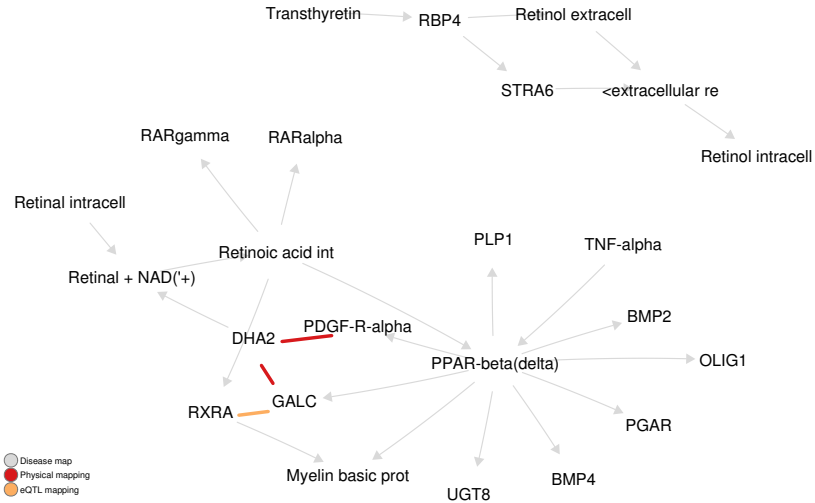 Transthyretin
RBP4
Retinol extracell
STRA6
<extracellular re
Retinol intracell
RARgamma
RARalpha
Retinal intracell
Retinoic acid int
Retinal + NAD('+)
PLP1
TNF-alpha
PDGF-R-alpha
DHA2
BMP2
PPAR-beta(delta)
OLIG1
GALC
RXRA
PGAR
Myelin basic prot
BMP4
UGT8
Disease map
Physical mapping
eQTL mapping